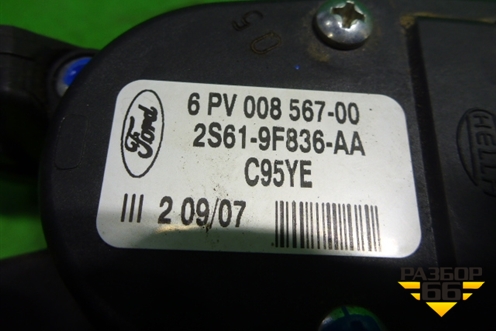 Ford
6 PV 008 567-00
2S61-9F836-AA
C95YE
III 2 09/07
HELLA
РАЗБОР
66